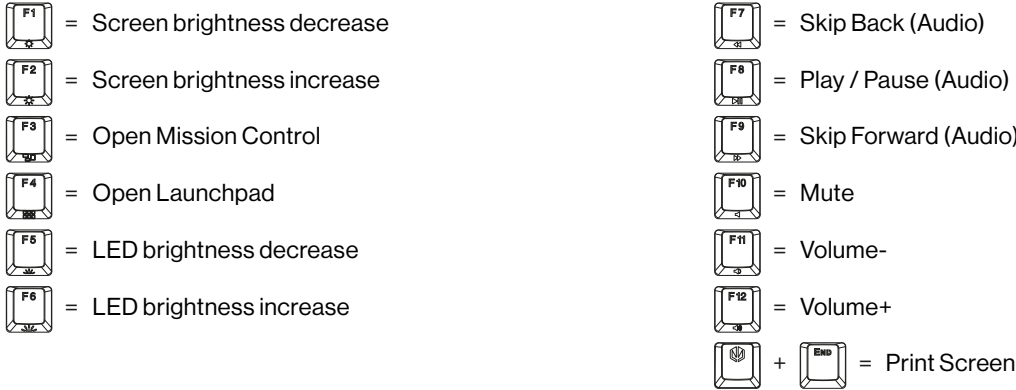 F1 = Screen brightness decrease
F2 = Screen brightness increase
F3 = Open Mission Control
F4 = Open Launchpad
F5 = LED brightness decrease
F6 = LED brightness increase
F7 = Skip Back (Audio)
F8 = Play / Pause (Audio)
F9 = Skip Forward (Audio)
F10 = Mute
F11 = Volume-
F12 = Volume+
+ END = Print Screen